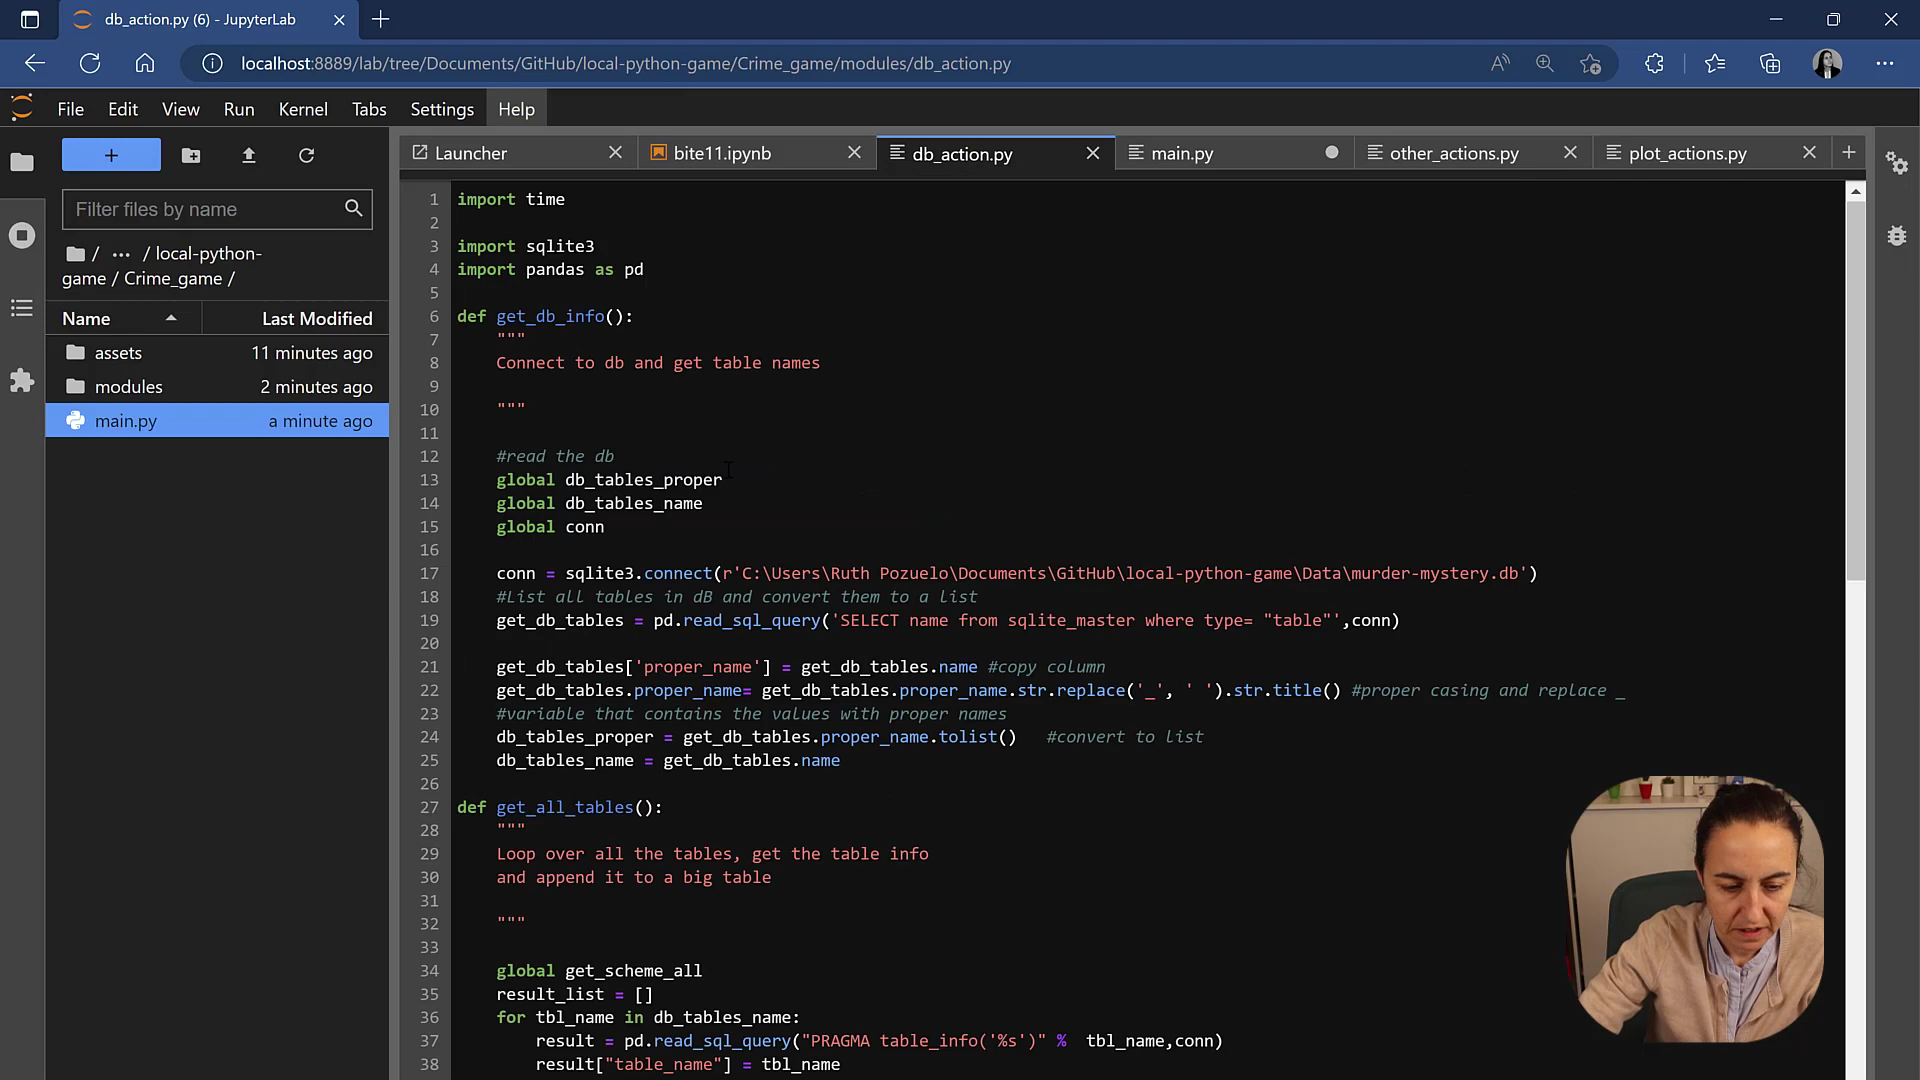 db_action.py (6) - JupyterLab
localhost:8889/lab/tree/Documents/GitHub/local-python-game/Crime_game/modules/db_action.py
File Edit View Run Kernel Tabs Settings Help
Launcher bite11.ipynb db_action.py main.py other_actions.py plot_actions.py
Filter files by name
/ ... / local-python-
game / Crime_game /
Name Last Modified
assets 11 minutes ago
modules 2 minutes ago
main.py a minute ago
1 import time
2
3 import sqlite3
4 import pandas as pd
5
6 def get_db_info():
7 """
8 Connect to db and get table names
9
10 """
11
12 #read the db
13 global db_tables_proper
14 global db_tables_name
15 global conn
16
17 conn = sqlite3.connect(r'C:\Users\Ruth Pozuelo\Documents\GitHub\local-python-game\Data\murder-mystery.db')
18 #List all tables in dB and convert them to a list
19 get_db_tables = pd.read_sql_query('SELECT name from sqlite_master where type= "table"',conn)
20
21 get_db_tables['proper_name'] = get_db_tables.name #copy column
22 get_db_tables.proper_name= get_db_tables.proper_name.str.replace('_', ' ').str.title() #proper casing and replace _
23 #variable that contains the values with proper names
24 db_tables_proper = get_db_tables.proper_name.tolist() #convert to list
25 db_tables_name = get_db_tables.name
26
27 def get_all_tables():
28 """
29 Loop over all the tables, get the table info
30 and append it to a big table
31
32 """
33
34 global get_scheme_all
35 result_list = []
36 for tbl_name in db_tables_name:
37 result = pd.read_sql_query("PRAGMA table_info('%s')" % tbl_name,conn)
38 result["table_name"] = tbl_name